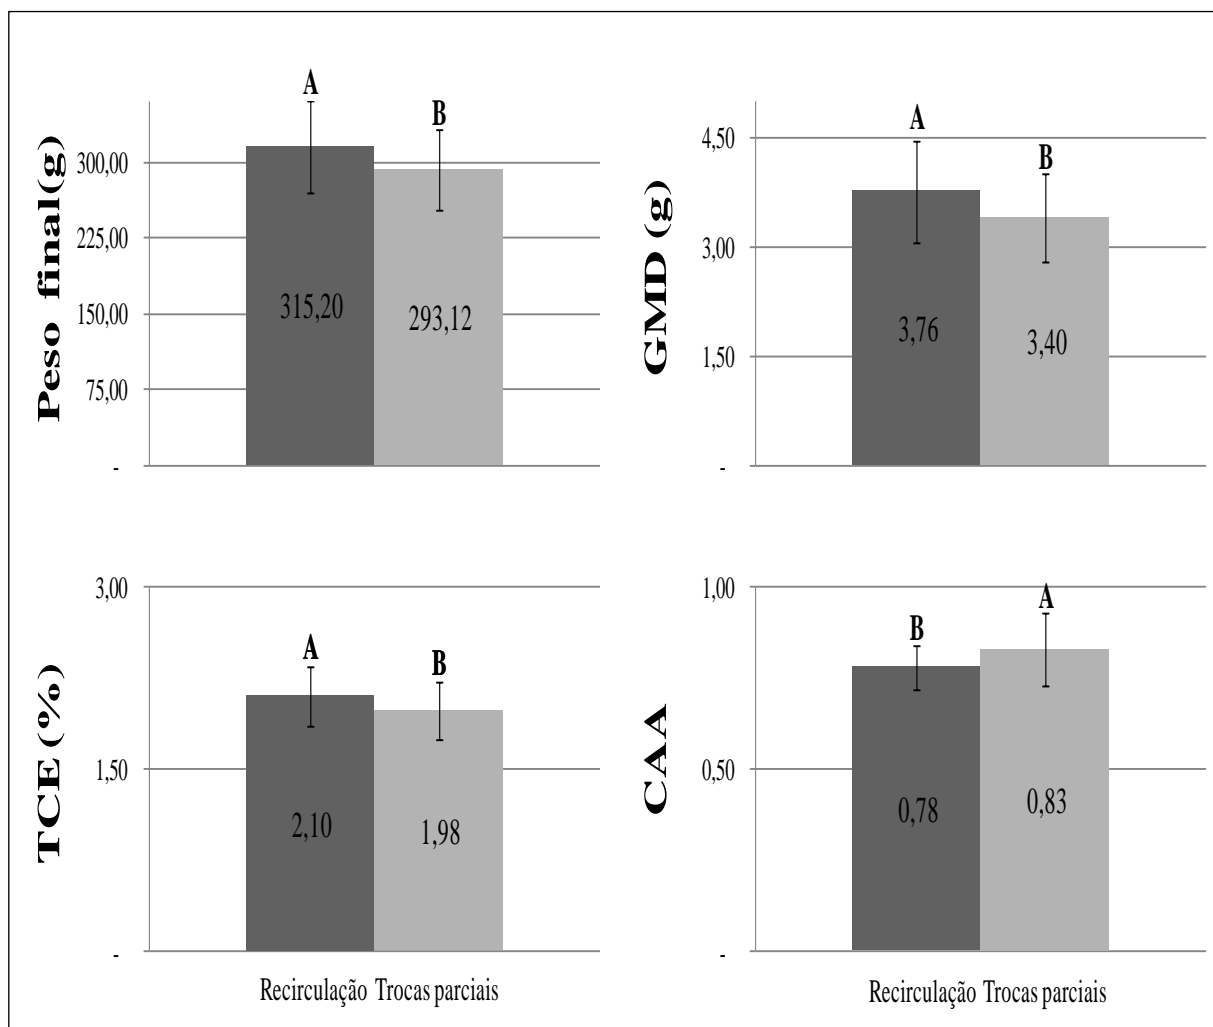 Peso final(g)
300,00
225,00
150,00
75,00
-
A
B
315,20
293,12
GMD (g)
4,50
3,00
1,50
-
A
B
3,76
3,40
TCE (%)
3,00
1,50
-
A
B
2,10
1,98
Recirculação Trocas parciais
CAA
1,00
0,50
-
B
A
0,78
0,83
Recirculação Trocas parciais